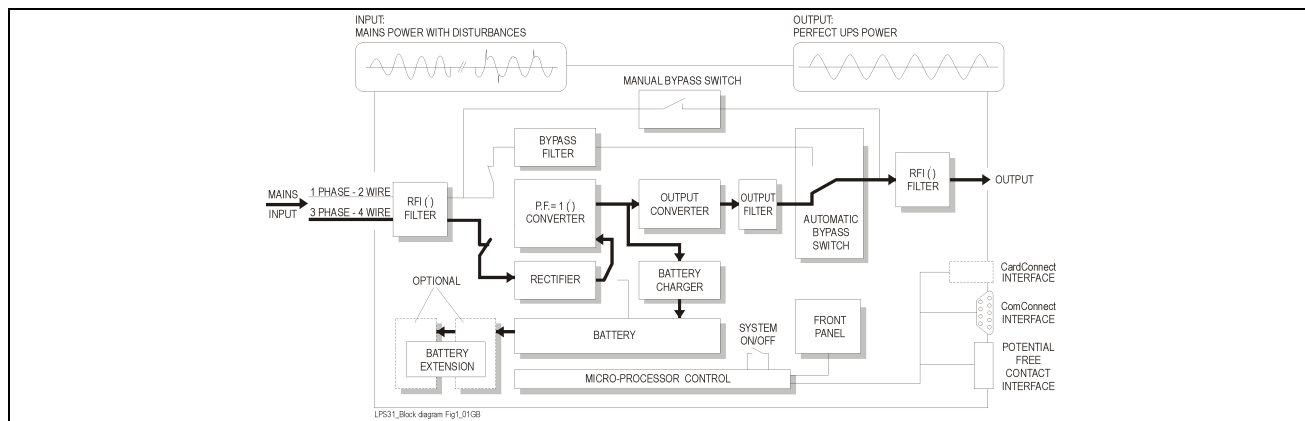 INPUT:
MAINS POWER WITH DISTURBANCES
OUTPUT:
PERFECT UPS POWER
MANUAL BYPASS SWITCH
BYPASS
FILTER
MAINS
INPUT
1 PHASE - 2 WIRE
3 PHASE - 4 WIRE
RFI ( )
FILTER
P.F.= 1 ( )
CONVERTER
OUTPUT
CONVERTER
OUTPUT
FILTER
AUTOMATIC
BYPASS
SWITCH
RFI ( )
FILTER
OUTPUT
RECTIFIER
BATTERY
CHARGER
OPTIONAL
BATTERY
EXTENSION
BATTERY
SYSTEM
ON/OFF
FRONT
PANEL
MICRO-PROCESSOR CONTROL
CardConnect
INTERFACE
ComConnect
INTERFACE
POTENTIAL
FREE
CONTACT
INTERFACE
LPS31_Block diagram Fig1_01GB